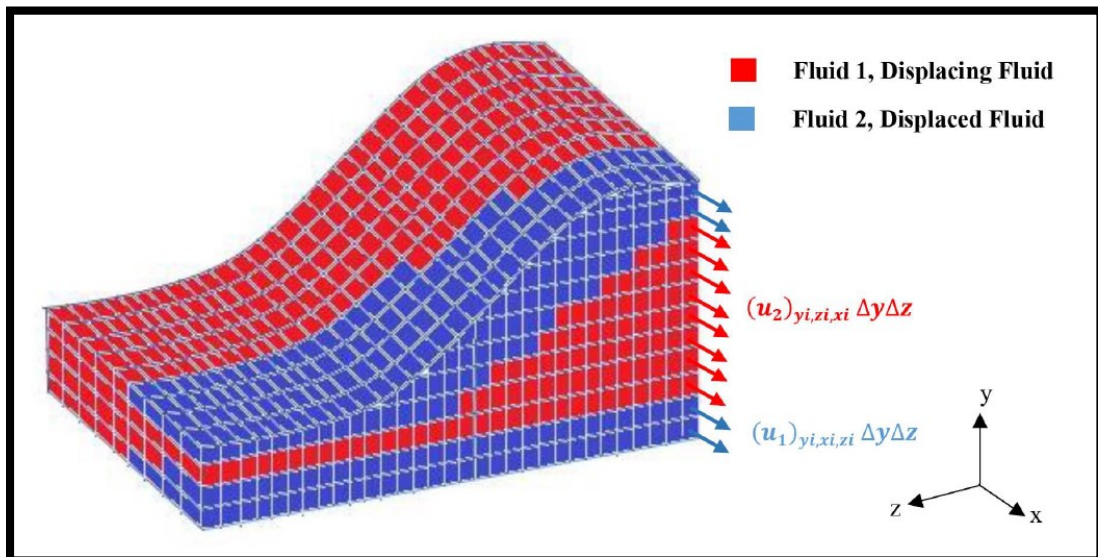 Fluid 1, Displacing Fluid
Fluid 2, Displaced Fluid
(u₂)yi,zi,xi ΔyΔz
(u₁)yi,xi,zi ΔyΔz
y
z
x